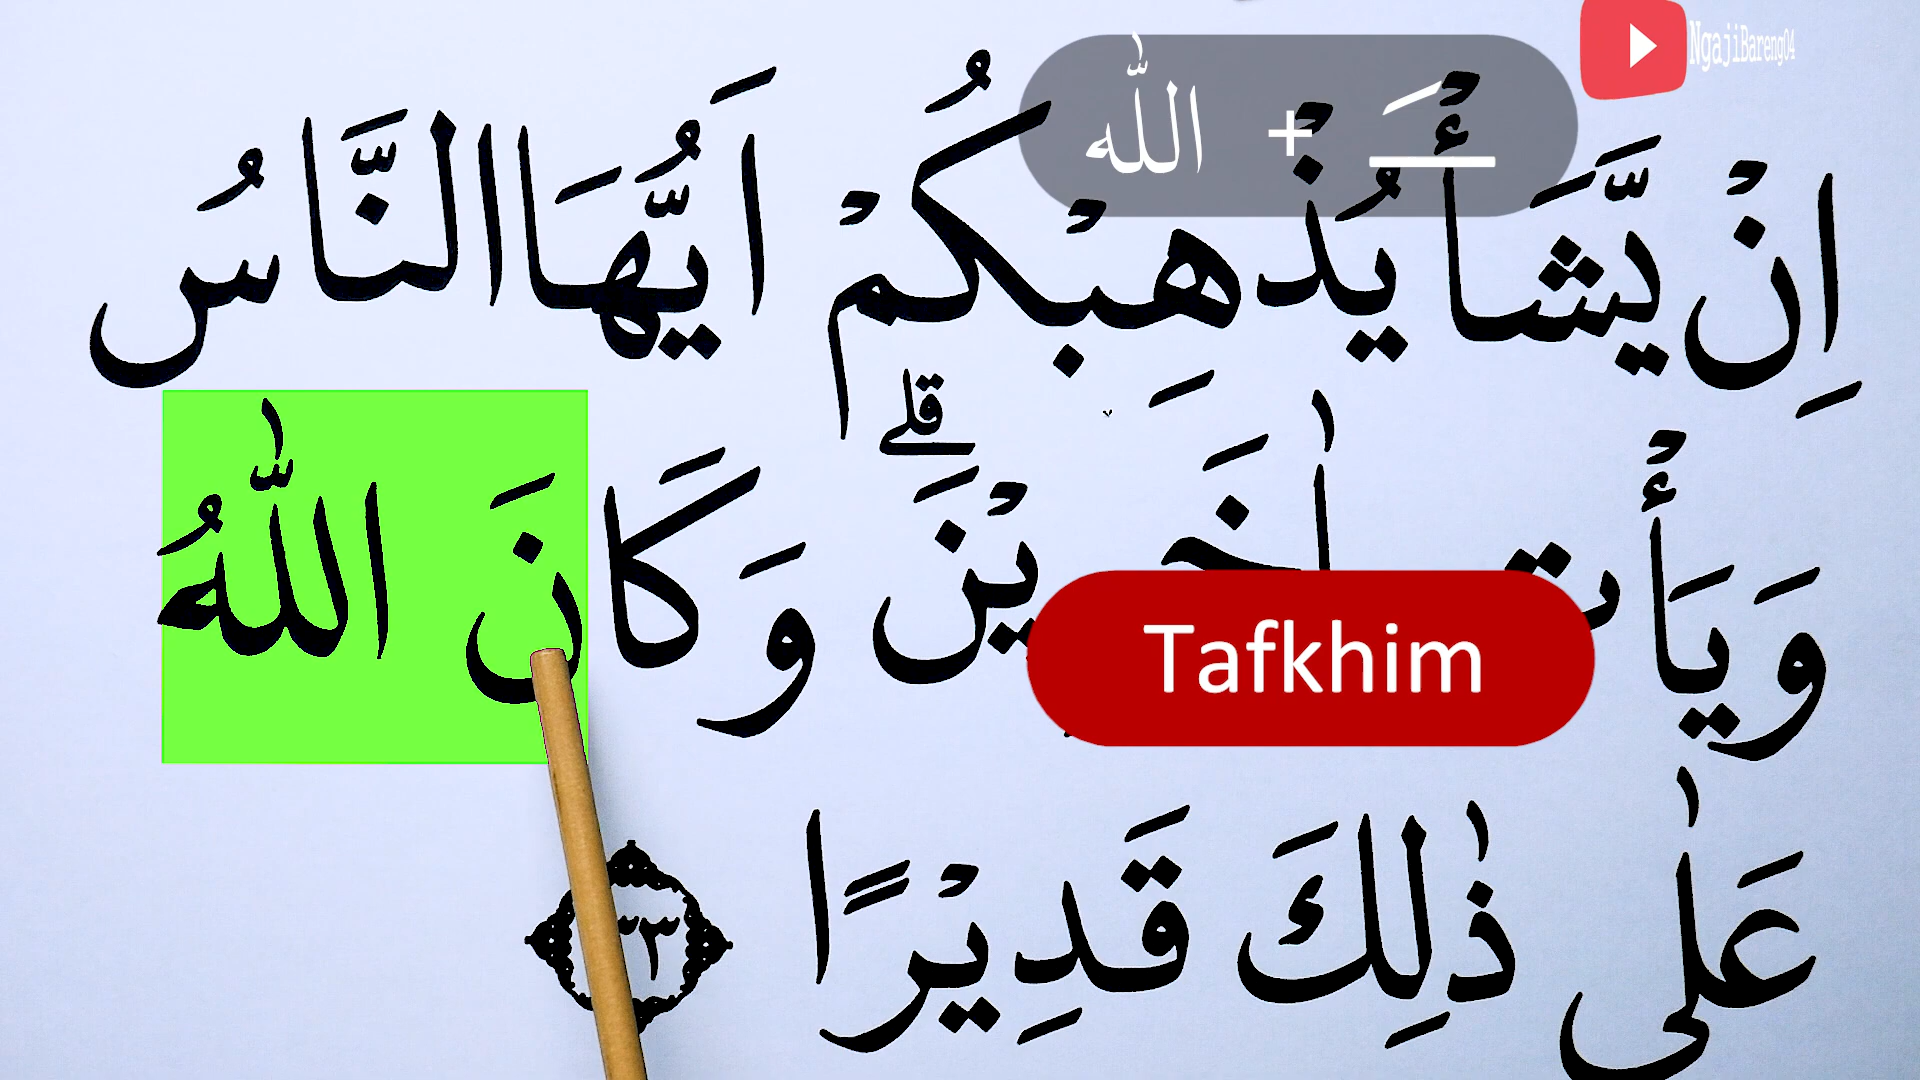 NgajiBareng04
الله + ـَ
اِنْ يَّشَأْ يُذْهِبْكُمْ اَيُّهَا النَّاسُ
وَيَأْتِ بِاٰخَرِيْنَ ۗ وَكَانَ اللّٰهُ
Tafkhim
عَلٰى ذٰلِكَ قَدِيْرًا